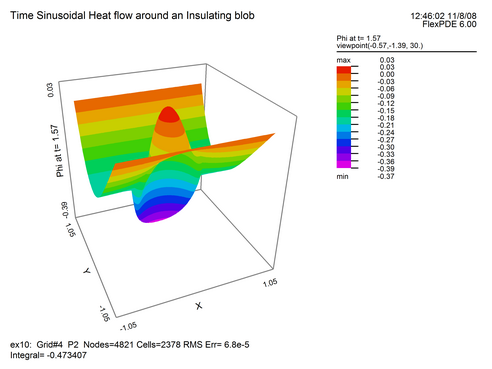 Time Sinusoidal Heat flow around an Insulating blob
12:46:02 11/8/08
FlexPDE 6.00
Phi at t= 1.57
viewpoint(-0.57,-1.39, 30.)
max 0.03
0.03
0.00
-0.03
-0.06
-0.09
-0.12
-0.15
-0.18
-0.21
-0.24
-0.27
-0.30
-0.33
-0.36
-0.39
min -0.37
0.03
Phi at t= 1.57
-0.39
1.05
Y
-1.05
-1.05
X
1.05
ex10: Grid#4 P2 Nodes=4821 Cells=2378 RMS Err= 6.8e-5
Integral= -0.473407